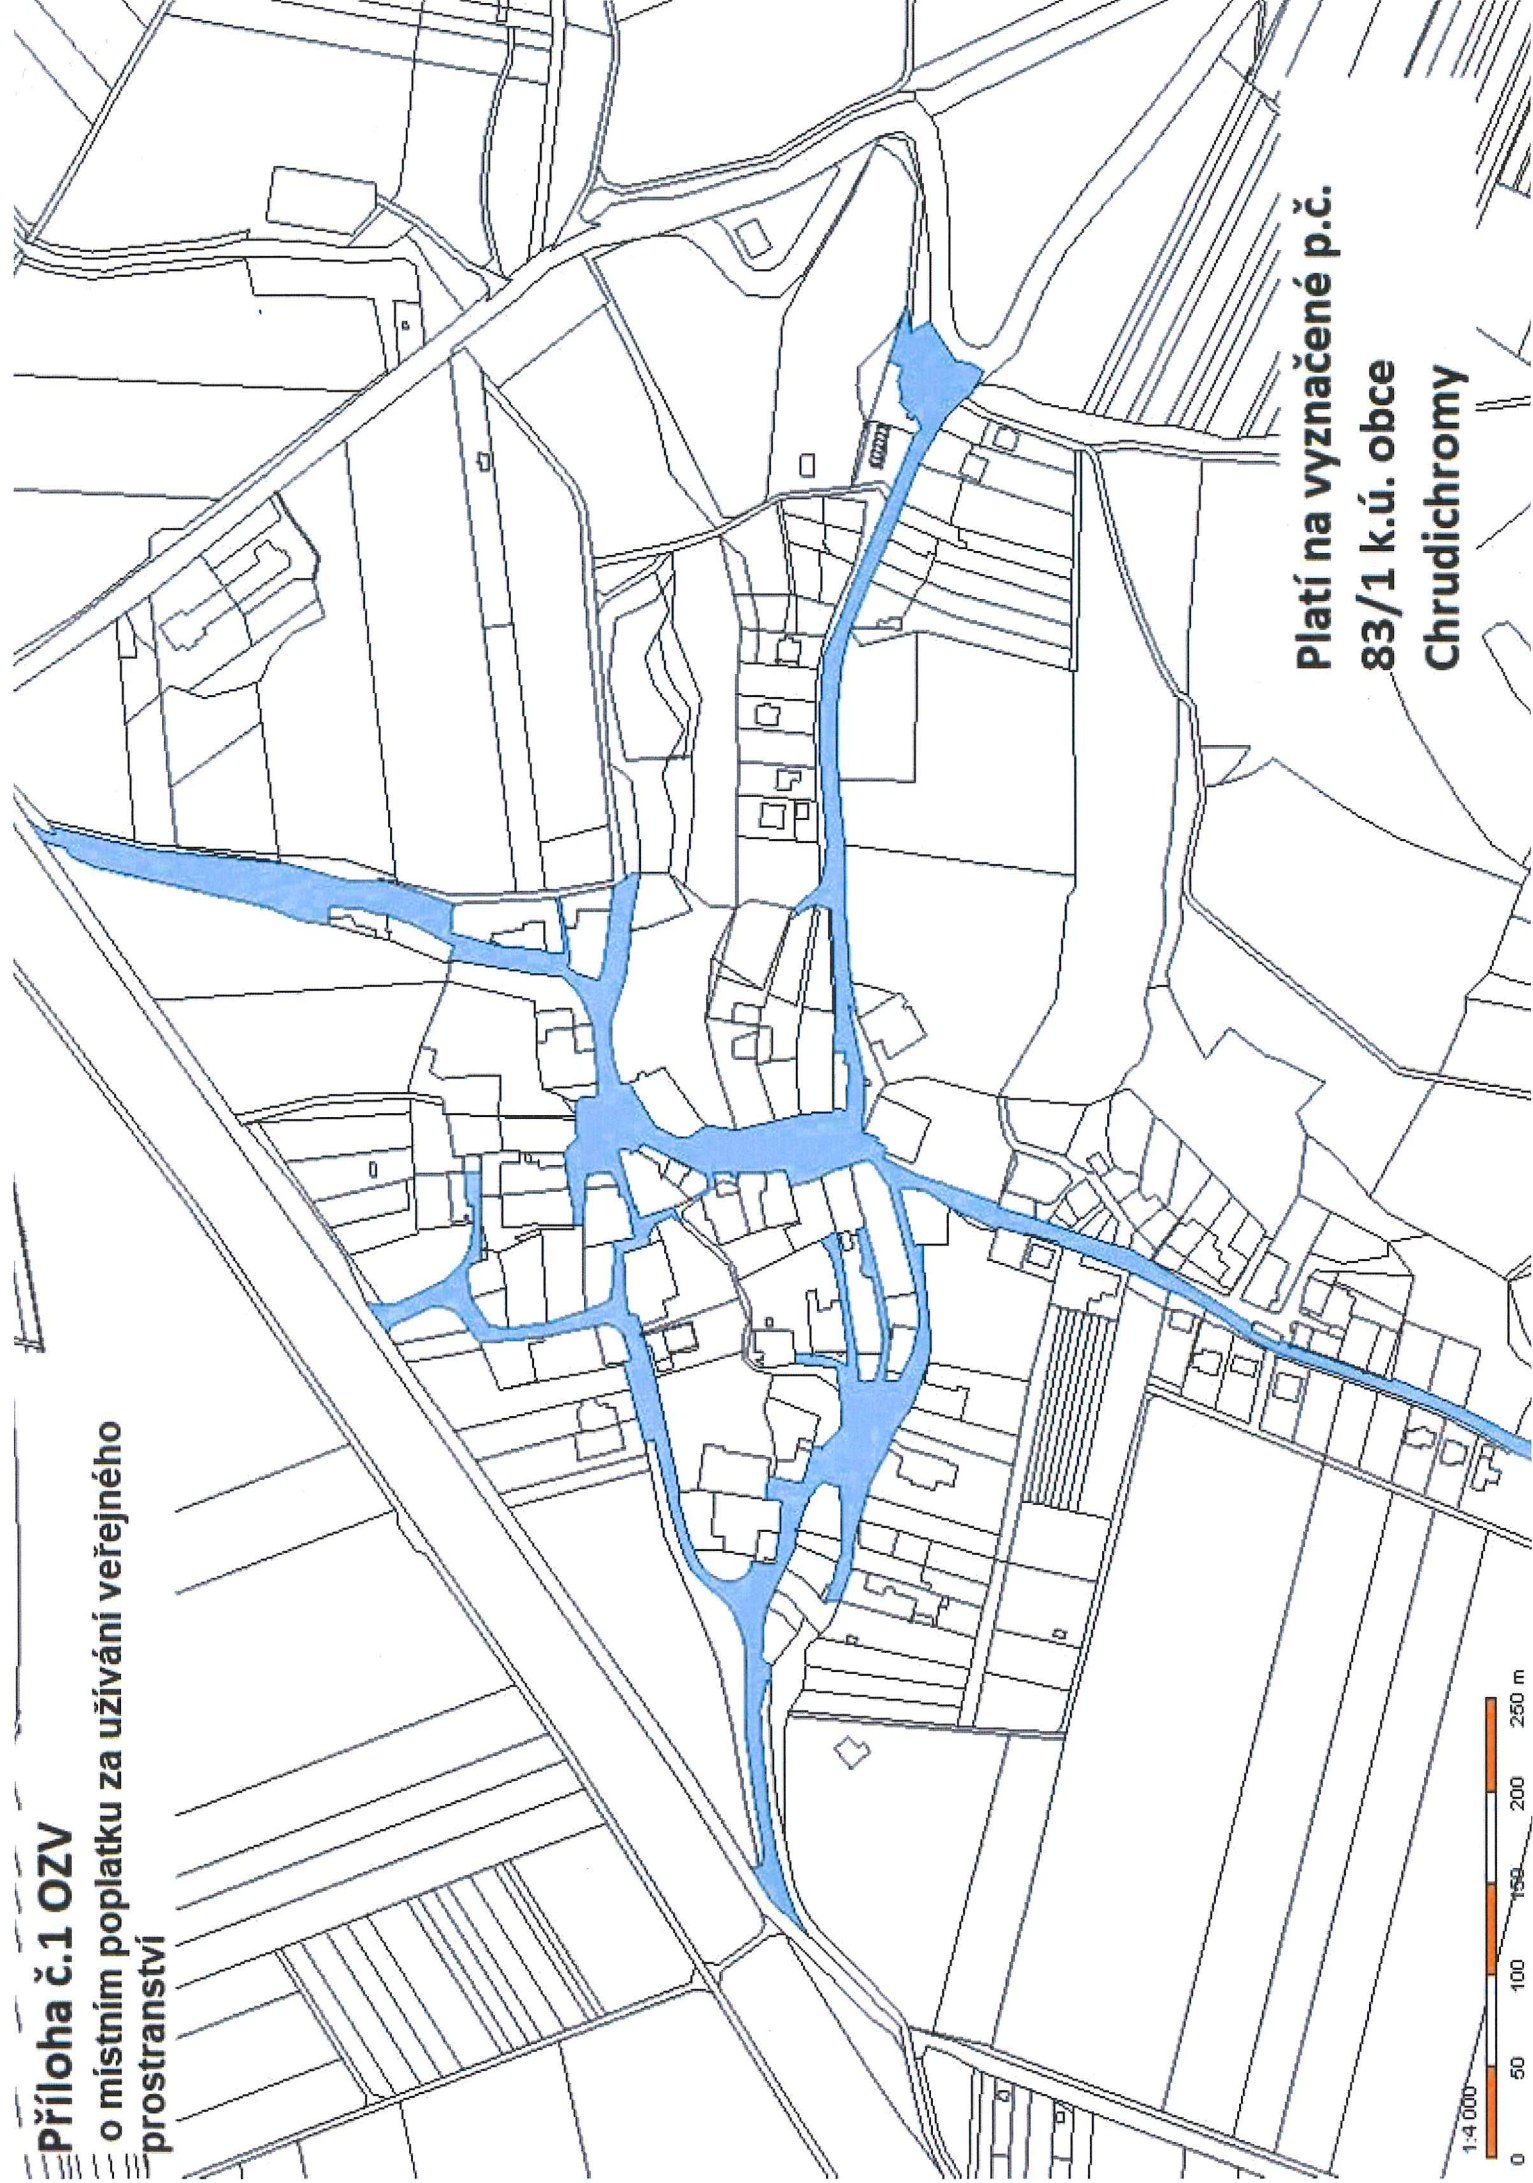 Příloha č.1 OZV
o místním poplatku za užívání veřejného
prostranství
Platí na vyznačené p.č.
83/1 k.ú. obce
Chrudichromy
1:4 000
0 50 100 150 200 250 m